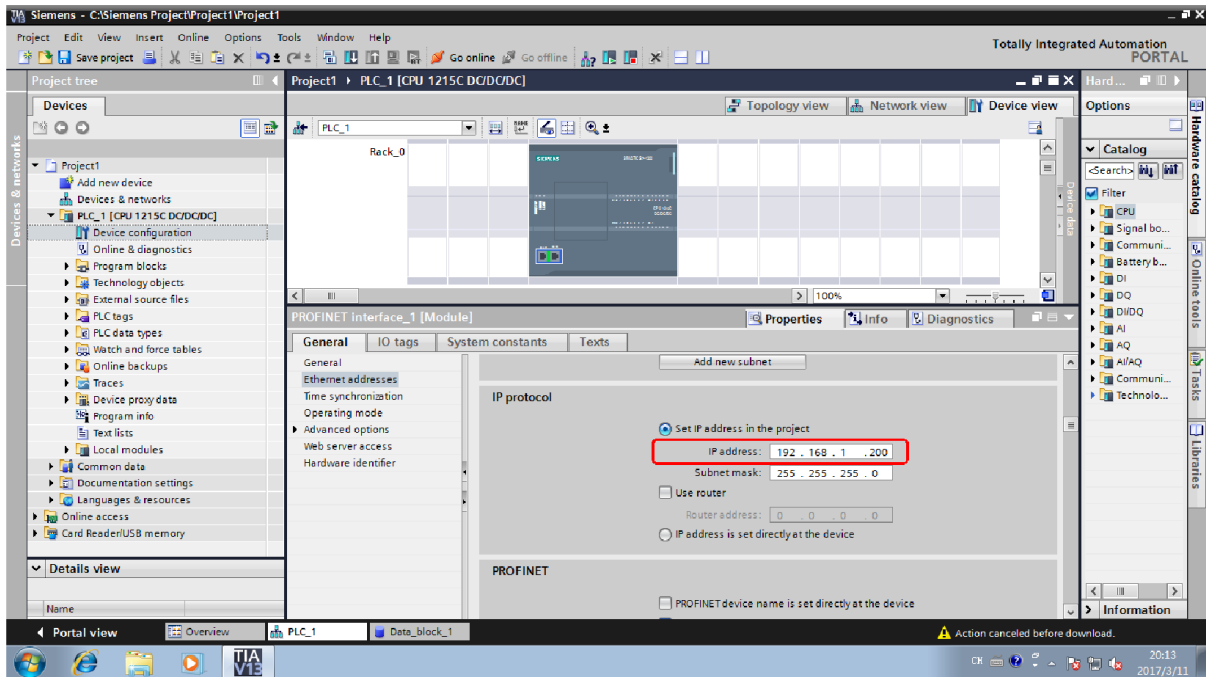 Siemens - C:\Siemens Project\Project1\Project1
Project Edit View Insert Online Options Tools Window Help
Totally Integrated Automation
PORTAL
Save project Go online Go offline
Project tree
Project1 PLC_1 [CPU 1215C DC/DC/DC]
Hard...
Devices
Topology view Network view Device view
Options
PLC_1
Rack_0
SIEMENS
Catalog
<Search>
Filter
CPU
Signal bo...
Communi...
Battery b...
DI
DQ
DI/DQ
AI
AQ
AI/AQ
Communi...
Technolo...
Information
Hardware catalog
Online tools
Tasks
Libraries
Devices & networks
Project1
Add new device
Devices & networks
PLC_1 [CPU 1215C DC/DC/DC]
Device configuration
Online & diagnostics
Program blocks
Technology objects
External source files
PLC tags
PLC data types
Watch and force tables
Online backups
Traces
Device proxy data
Program info
Text lists
Local modules
Common data
Documentation settings
Languages & resources
Online access
Card Reader/USB memory
Details view
Name
Device data
100%
PROFINET interface_1 [Module]
Properties Info Diagnostics
General IO tags System constants Texts
General
Ethernet addresses
Time synchronization
Operating mode
Advanced options
Web server access
Hardware identifier
Add new subnet
IP protocol
Set IP address in the project
IP address: 192 . 168 . 1 . 200
Subnet mask: 255 . 255 . 255 . 0
Use router
Router address: 0 . 0 . 0 . 0
IP address is set directly at the device
PROFINET
PROFINET device name is set directly at the device
Portal view Overview PLC_1 Data_block_1
Action canceled before download.
TIA
V13
CH
20:13
2017/3/11